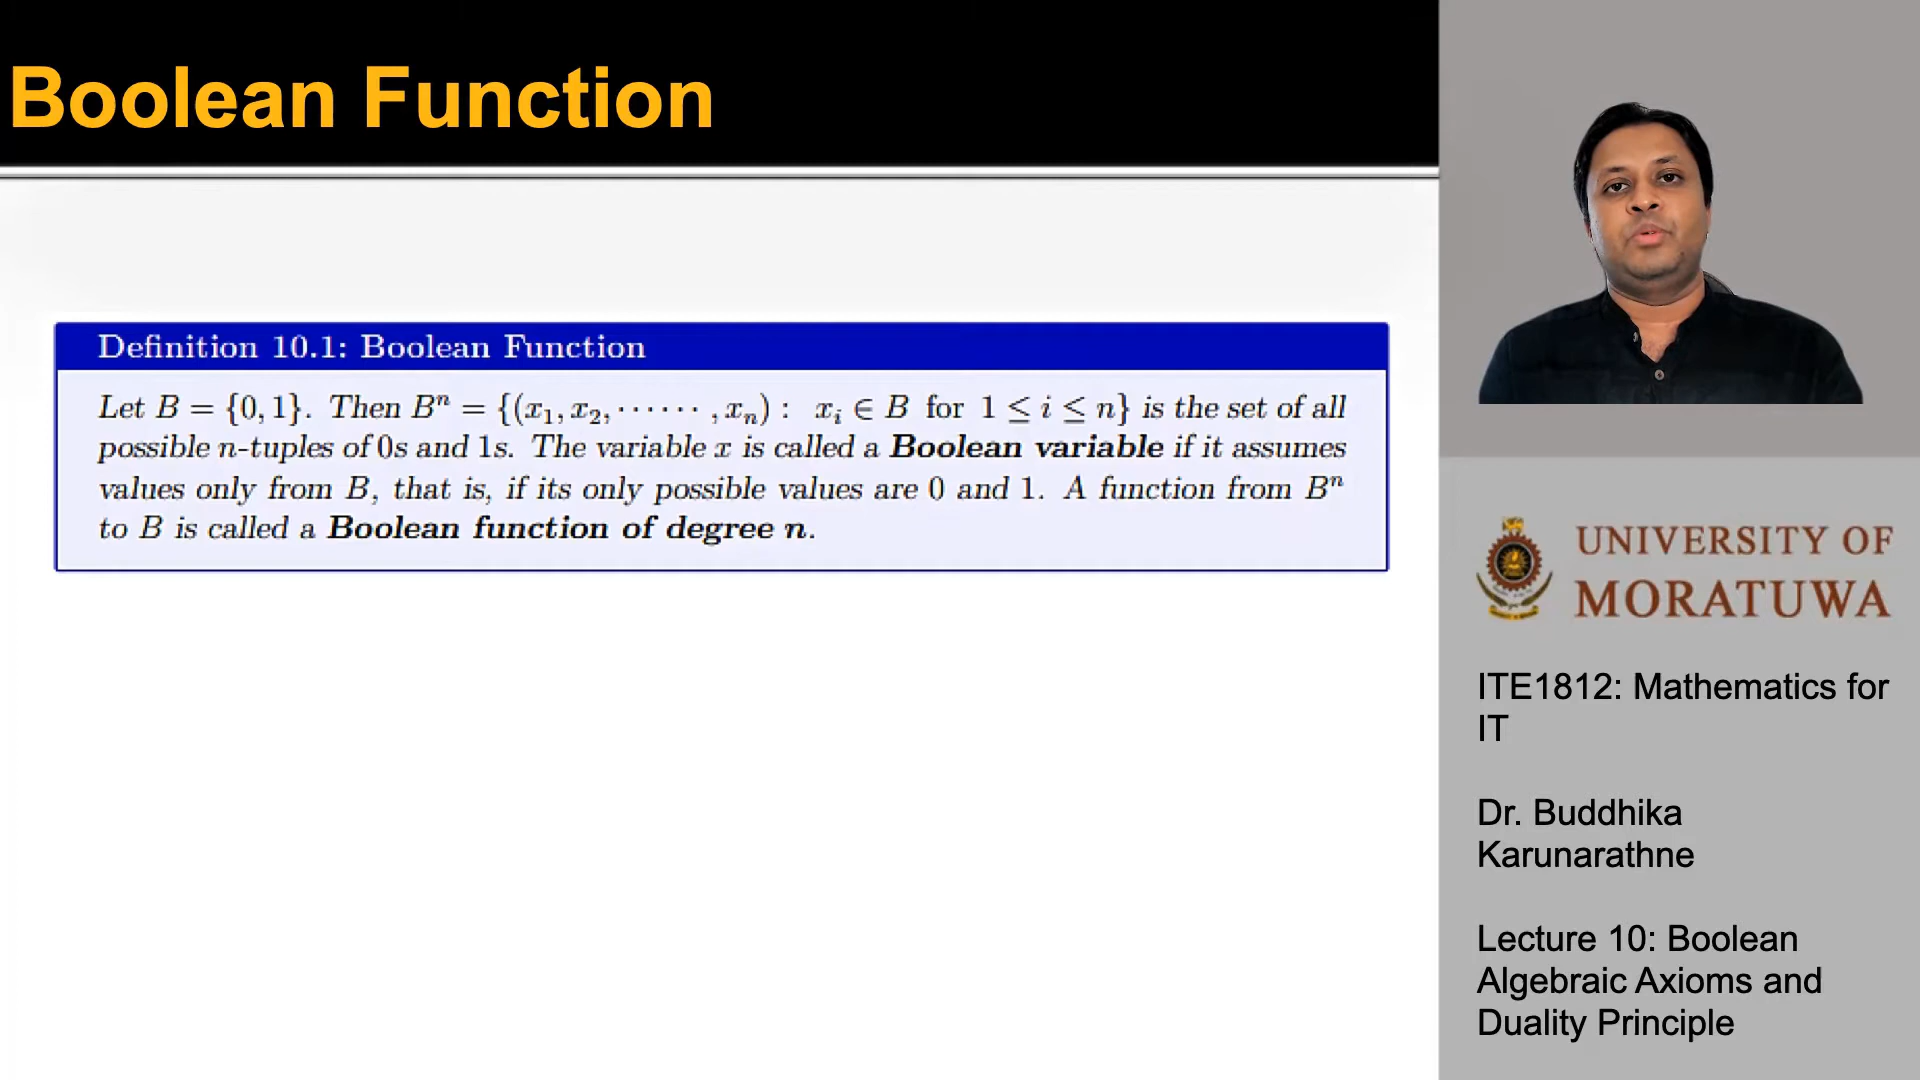 Boolean Function
Definition 10.1: Boolean Function
Let B = {0, 1}. Then Bⁿ = {(x₁, x₂, ⋯⋯ , xₙ) : xᵢ ∈ B for 1 ≤ i ≤ n} is the set of all
possible n-tuples of 0s and 1s. The variable x is called a Boolean variable if it assumes
values only from B, that is, if its only possible values are 0 and 1. A function from Bⁿ
to B is called a Boolean function of degree n.
UNIVERSITY OF
MORATUWA
ITE1812: Mathematics for
IT
Dr. Buddhika
Karunarathne
Lecture 10: Boolean
Algebraic Axioms and
Duality Principle